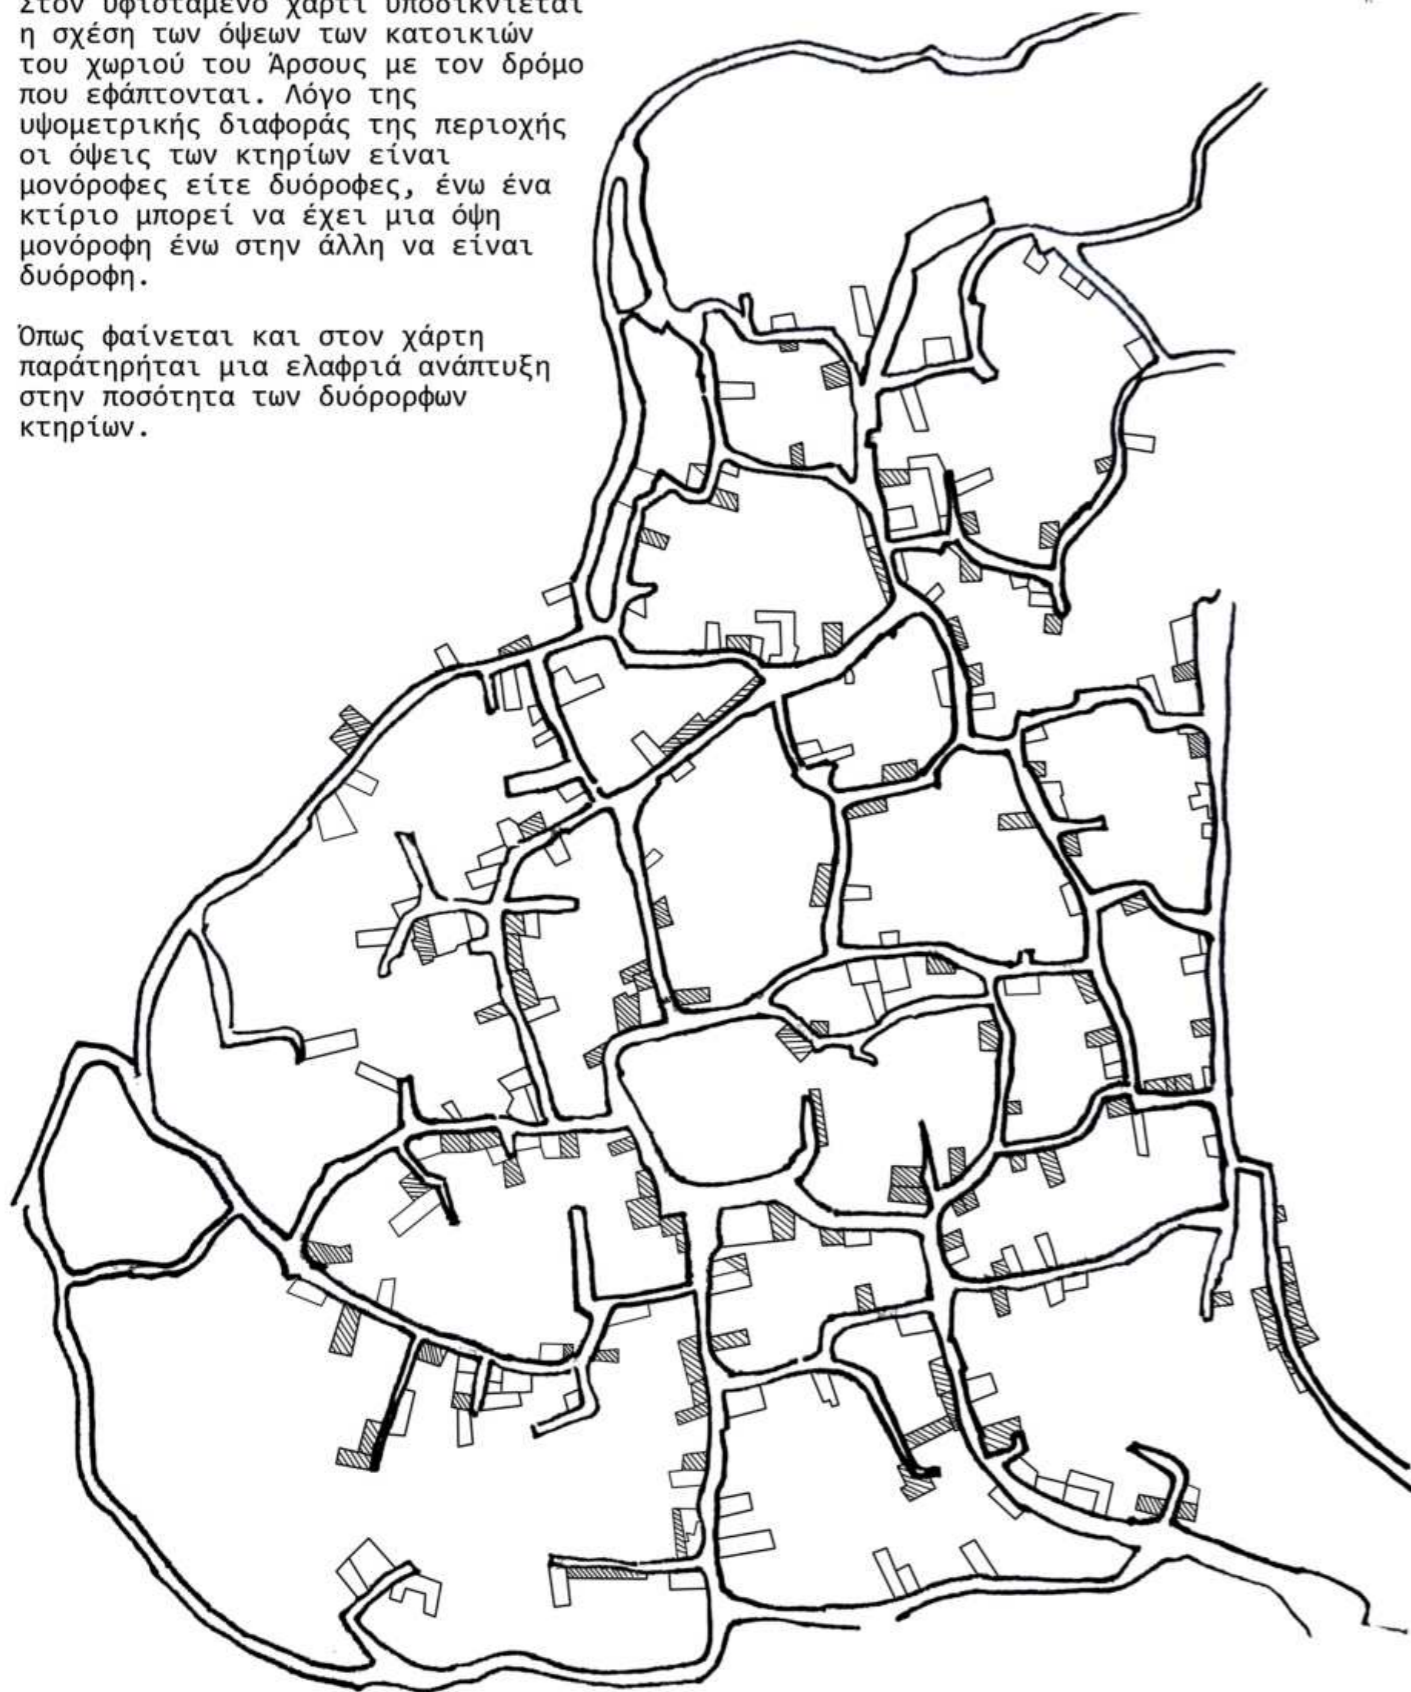 Στον υφιστάμενο χάρτι υποδικνίεται
η σχέση των όψεων των κατοικιών
του χωριού του Άρσους με τον δρόμο
που εφάπτονται. Λόγο της
υψομετρικής διαφοράς της περιοχής
οι όψεις των κτηρίων είναι
μονόροφες είτε δυόροφες, ένω ένα
κτίριο μπορεί να έχει μια όψη
μονόροφη ένω στην άλλη να είναι
δυόροφη.
Όπως φαίνεται και στον χάρτη
παράτηρήται μια ελαφριά ανάπτυξη
στην ποσότητα των δυόρορφων
κτηρίων.